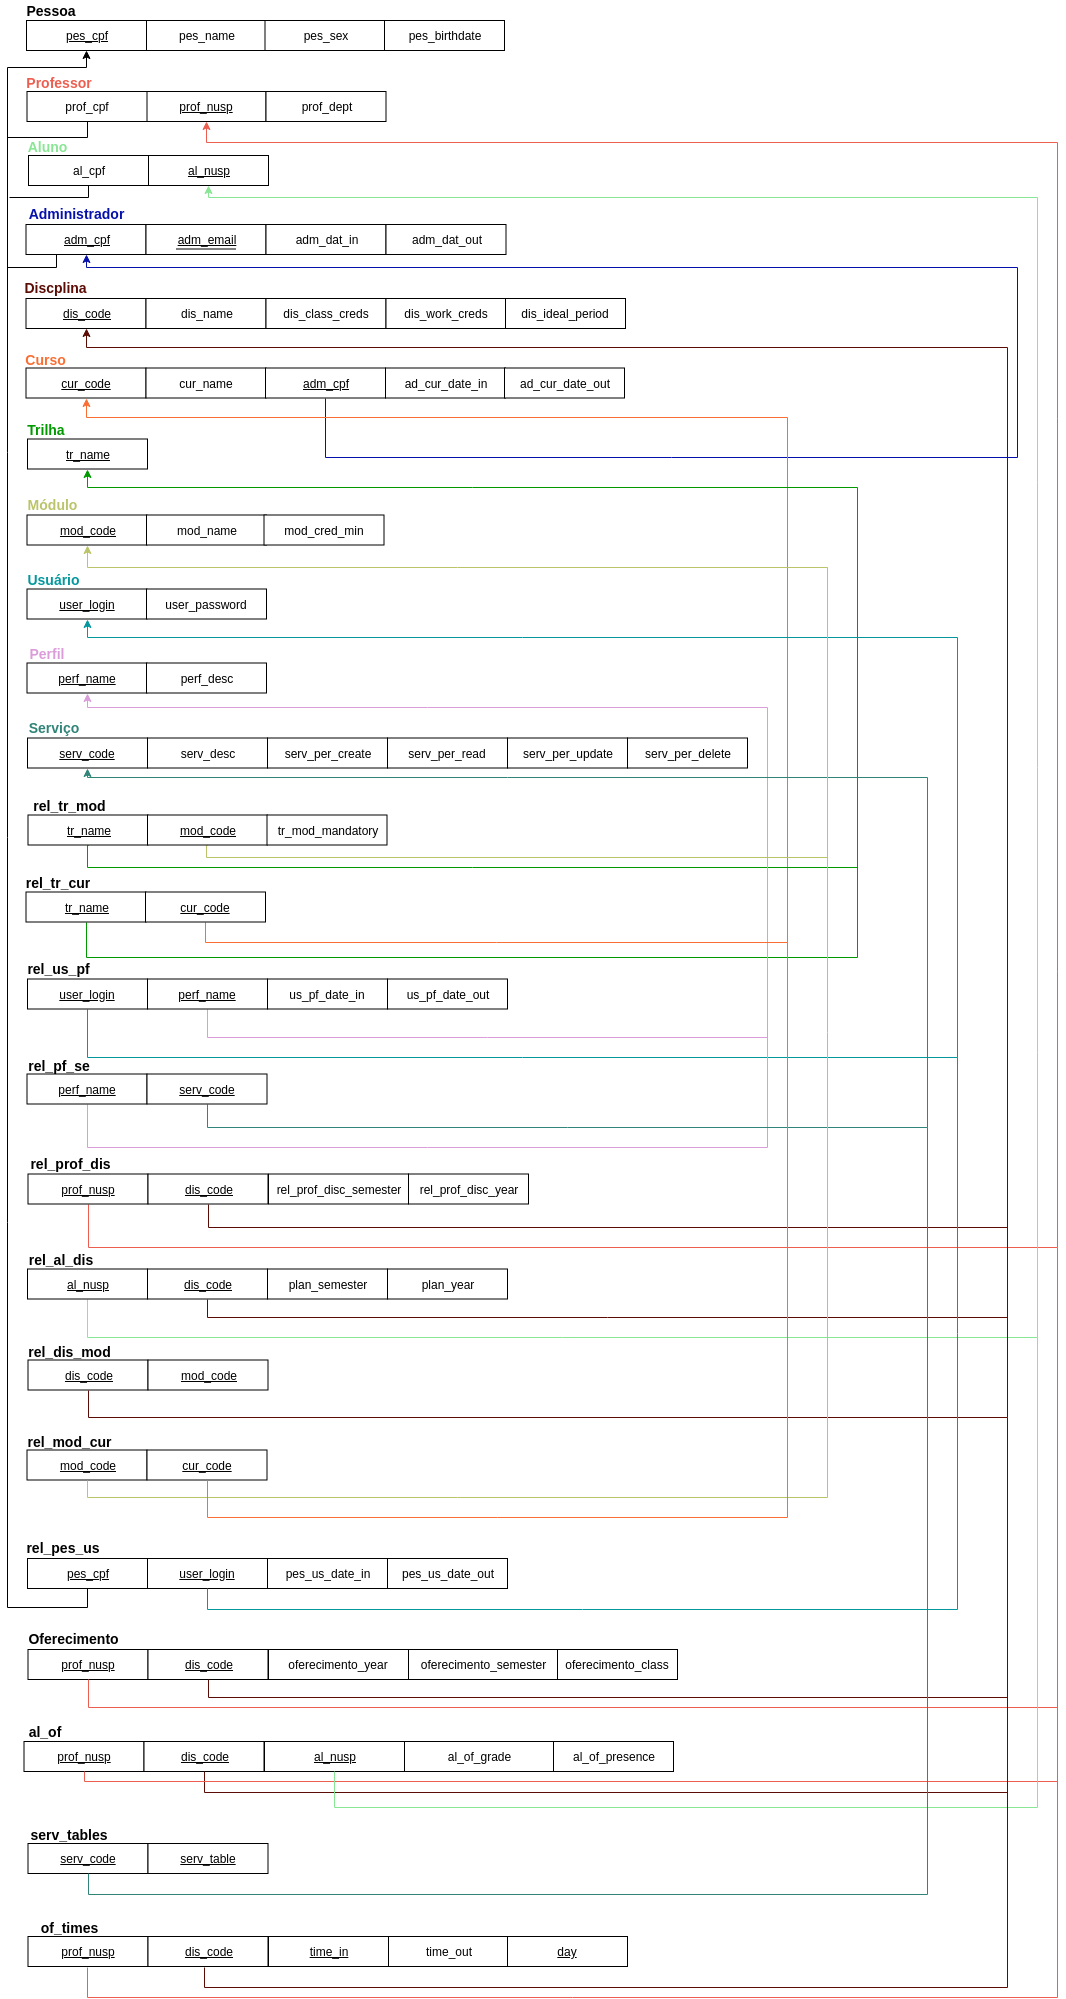 Pessoa
pes_cpf pes_name pes_sex pes_birthdate
Professor
prof_cpf prof_nusp prof_dept
Aluno
al_cpf al_nusp
Administrador
adm_cpf adm_email adm_dat_in adm_dat_out
Discplina
dis_code dis_name dis_class_creds dis_work_creds dis_ideal_period
Curso
cur_code cur_name adm_cpf ad_cur_date_in ad_cur_date_out
Trilha
tr_name
Módulo
mod_code mod_name mod_cred_min
Usuário
user_login user_password
Perfil
perf_name perf_desc
Serviço
serv_code serv_desc serv_per_create serv_per_read serv_per_update serv_per_delete
rel_tr_mod
tr_name mod_code tr_mod_mandatory
rel_tr_cur
tr_name cur_code
rel_us_pf
user_login perf_name us_pf_date_in us_pf_date_out
rel_pf_se
perf_name serv_code
rel_prof_dis
prof_nusp dis_code rel_prof_disc_semester rel_prof_disc_year
rel_al_dis
al_nusp dis_code plan_semester plan_year
rel_dis_mod
dis_code mod_code
rel_mod_cur
mod_code cur_code
rel_pes_us
pes_cpf user_login pes_us_date_in pes_us_date_out
Oferecimento
prof_nusp dis_code oferecimento_year oferecimento_semester oferecimento_class
al_of
prof_nusp dis_code al_nusp al_of_grade al_of_presence
serv_tables
serv_code serv_table
of_times
prof_nusp dis_code time_in time_out day